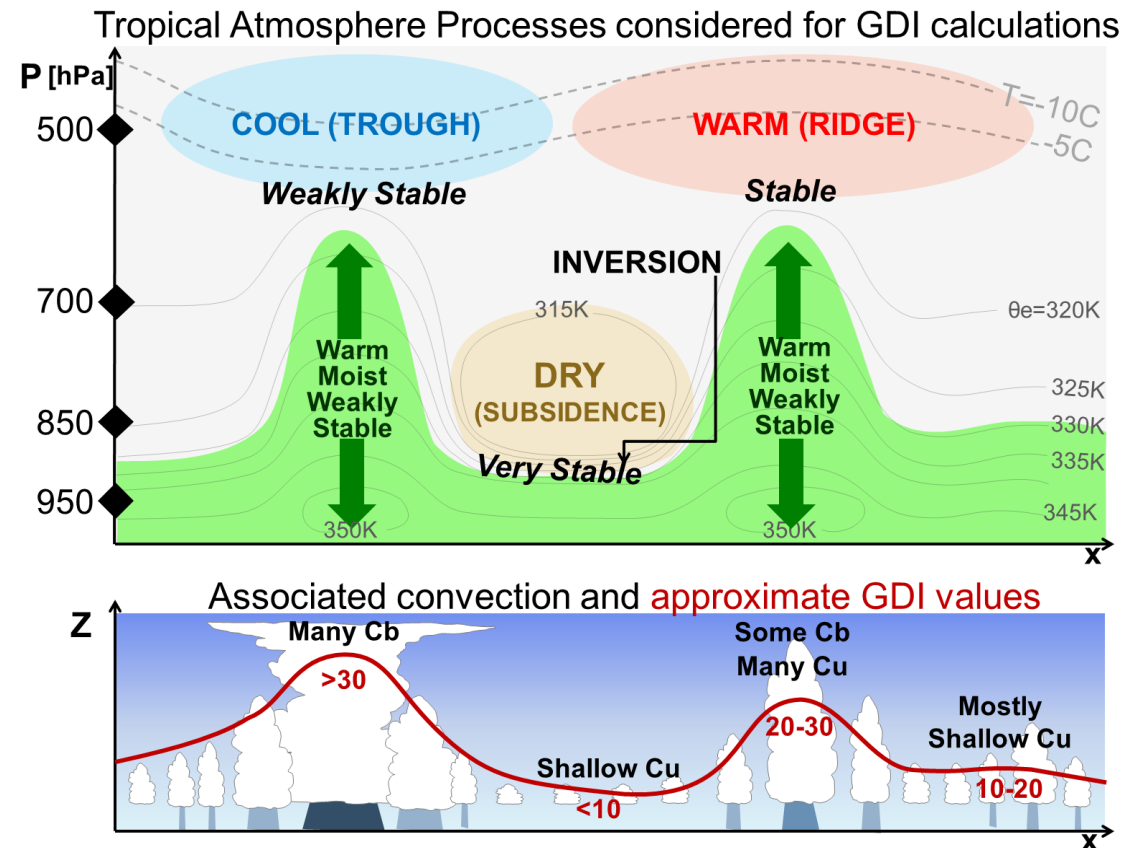 Tropical Atmosphere Processes considered for GDI calculations
P [hPa]
500
700
850
950
COOL (TROUGH)
WARM (RIDGE)
T=-10C
-5C
Weakly Stable
Stable
INVERSION
315K
θe=320K
325K
330K
335K
345K
Warm
Moist
Weakly
Stable
DRY
(SUBSIDENCE)
Warm
Moist
Weakly
Stable
Very Stable
350K
350K
x
Associated convection and approximate GDI values
Z
Many Cb
>30
Shallow Cu
<10
Some Cb
Many Cu
20-30
Mostly
Shallow Cu
10-20
x